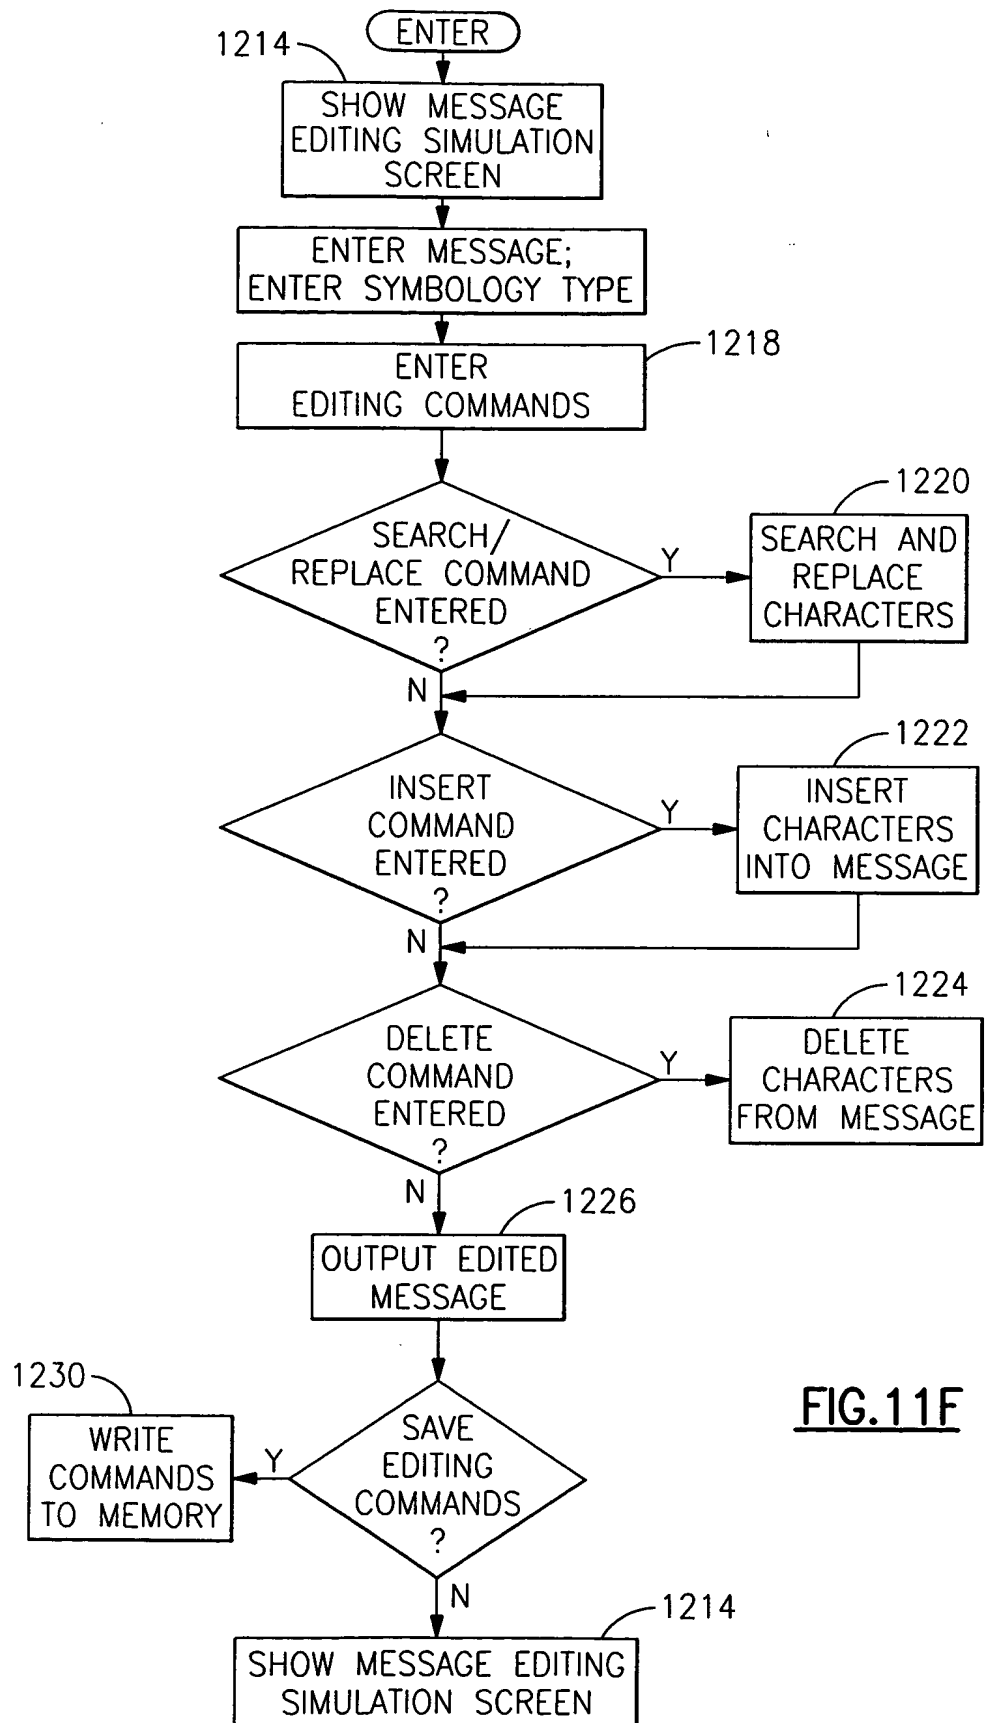 ENTER
1214
SHOW MESSAGE
EDITING SIMULATION
SCREEN
ENTER MESSAGE;
ENTER SYMBOLOGY TYPE
1218
ENTER
EDITING COMMANDS
SEARCH/
REPLACE COMMAND
ENTERED
?
Y
1220
SEARCH AND
REPLACE
CHARACTERS
N
INSERT
COMMAND
ENTERED
?
Y
1222
INSERT
CHARACTERS
INTO MESSAGE
N
DELETE
COMMAND
ENTERED
?
Y
1224
DELETE
CHARACTERS
FROM MESSAGE
N
1226
OUTPUT EDITED
MESSAGE
SAVE
EDITING
COMMANDS
?
Y
1230
WRITE
COMMANDS
TO MEMORY
FIG.11F
N
1214
SHOW MESSAGE EDITING
SIMULATION SCREEN